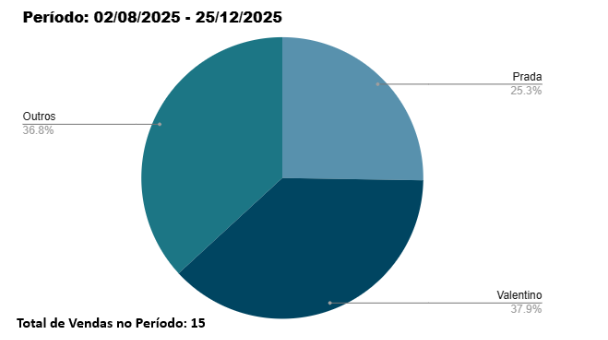 Período: 02/08/2025 - 25/12/2025
Prada
25.3%
Outros
36.8%
Valentino
37.9%
Total de Vendas no Período: 15